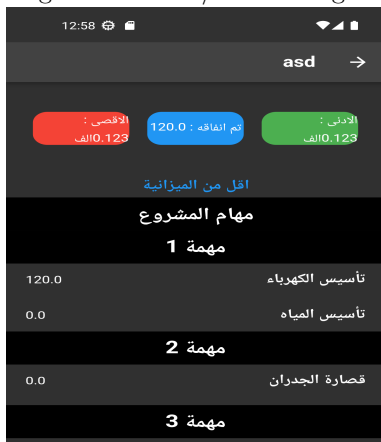 12:58
asd
الادنى :
0.123الف
تم انفاقه : 120.0
الاقصى :
0.123الف
اقل من الميزانية
مهام المشروع
مهمة 1
تأسيس الكهرباء 120.0
تأسيس المياه 0.0
مهمة 2
قصارة الجدران 0.0
مهمة 3